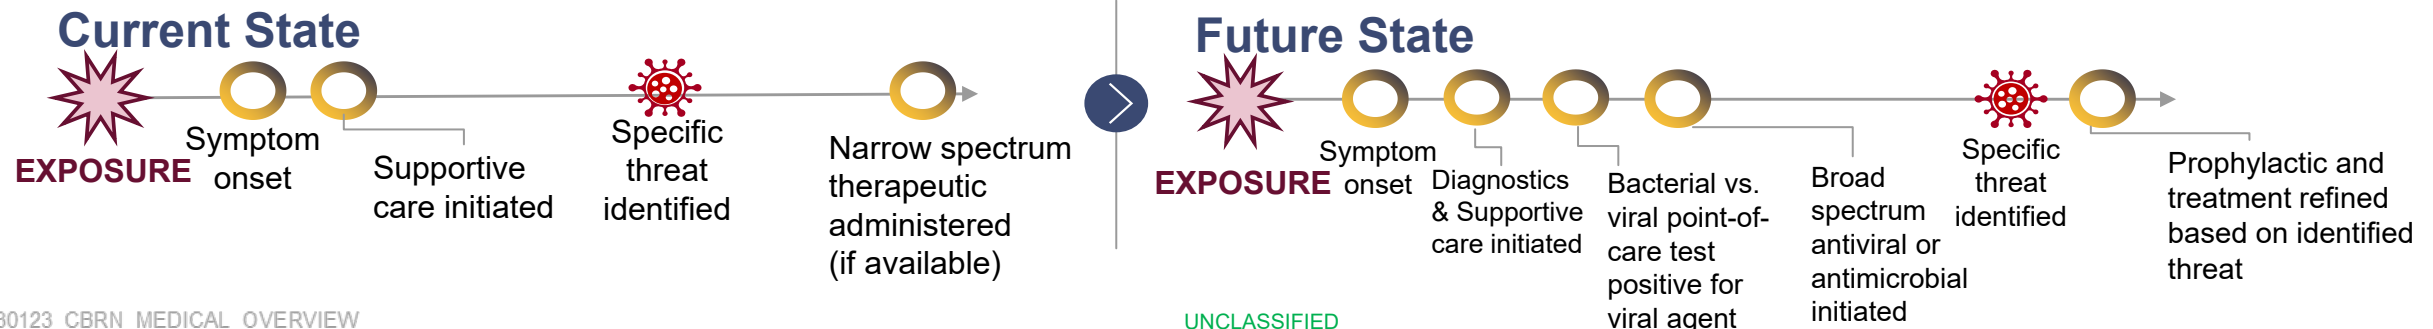 Current State
EXPOSURE
Symptom
onset
Supportive
care initiated
Specific
threat
identified
Narrow spectrum
therapeutic
administered
(if available)
Future State
EXPOSURE
Symptom
onset
Diagnostics
& Supportive
care initiated
Bacterial vs.
viral point-of-
care test
positive for
viral agent
Broad
spectrum
antiviral or
antimicrobial
initiated
Specific
threat
identified
Prophylactic and
treatment refined
based on identified
threat
30123 CBRN MEDICAL OVERVIEW
UNCLASSIFIED